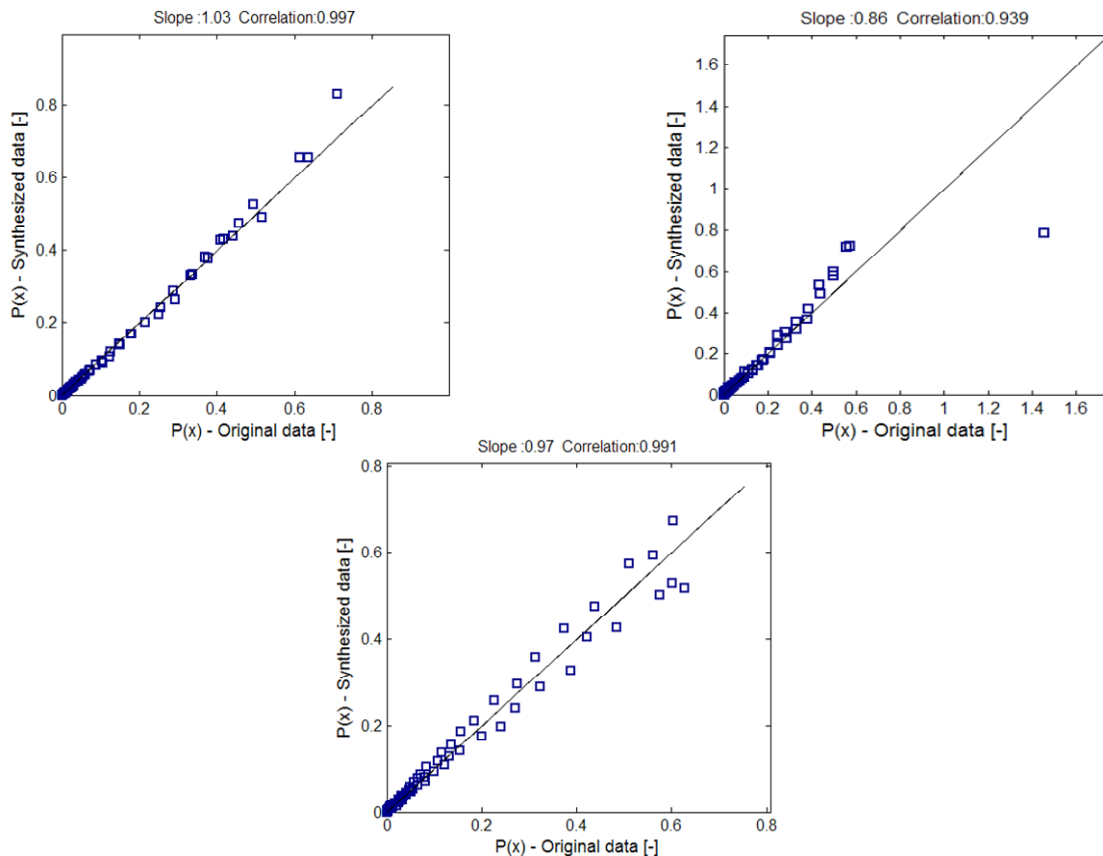 Slope :1.03 Correlation:0.997
P(x) - Synthesized data [-]
0.8
0.6
0.4
0.2
0
0 0.2 0.4 0.6 0.8
P(x) - Original data [-]
Slope :0.86 Correlation:0.939
P(x) - Synthesized data [-]
1.6
1.4
1.2
1
0.8
0.6
0.4
0.2
0
0 0.2 0.4 0.6 0.8 1 1.2 1.4 1.6
P(x) - Original data [-]
Slope :0.97 Correlation:0.991
P(x) - Synthesized data [-]
0.8
0.6
0.4
0.2
0
0 0.2 0.4 0.6 0.8
P(x) - Original data [-]